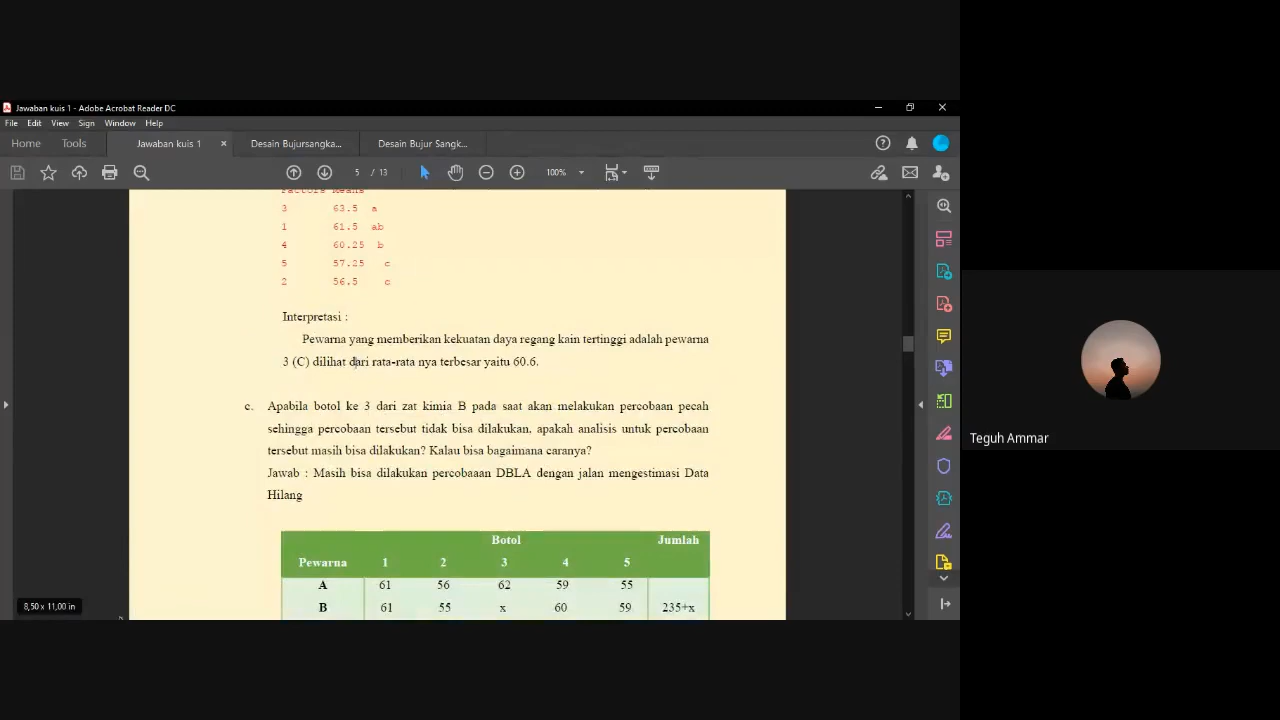 Jawaban kuis 1 - Adobe Acrobat Reader DC
File Edit View Sign Window Help
Home Tools Jawaban kuis 1 × Desain Bujursangka... Desain Bujur Sangk...
5 / 13 100%
Factors Means
3 63.5 a
1 61.5 ab
4 60.25 b
5 57.25 c
2 56.5 c
Interpretasi :
Pewarna yang memberikan kekuatan daya regang kain tertinggi adalah pewarna
3 (C) dilihat dari rata-rata nya terbesar yaitu 60.6.
c. Apabila botol ke 3 dari zat kimia B pada saat akan melakukan percobaan pecah
sehingga percobaan tersebut tidak bisa dilakukan, apakah analisis untuk percobaan
tersebut masih bisa dilakukan? Kalau bisa bagaimana caranya?
Jawab : Masih bisa dilakukan percobaaan DBLA dengan jalan mengestimasi Data
Hilang
Botol Jumlah
Pewarna 1 2 3 4 5
A 61 56 62 59 55
B 61 55 x 60 59 235+x
8,50 x 11,00 in
Teguh Ammar